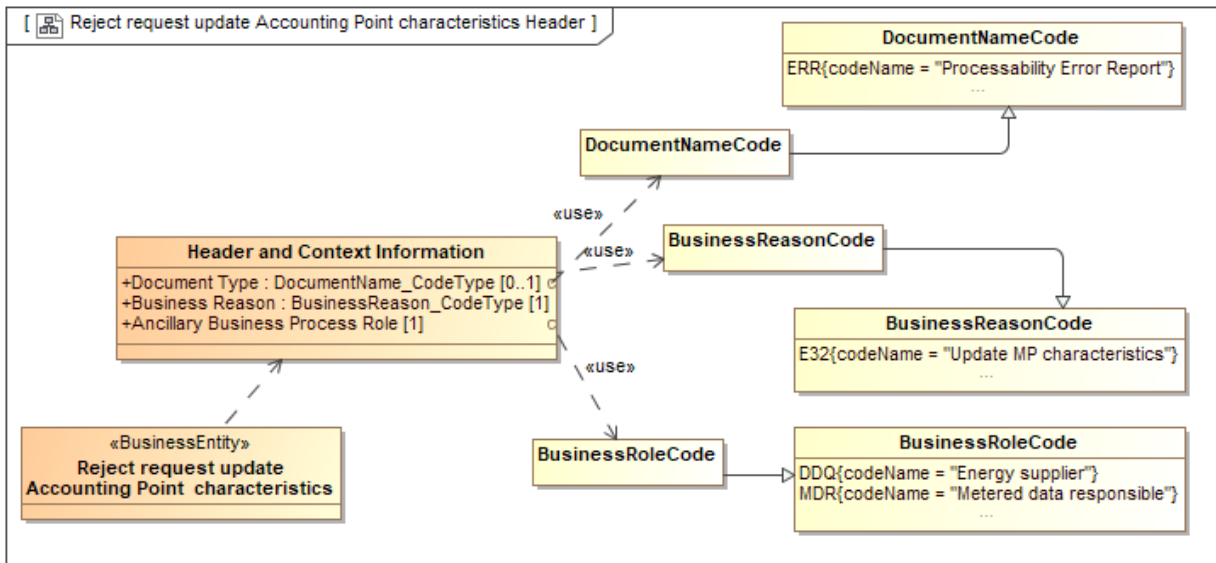 [ Reject request update Accounting Point characteristics Header ]
DocumentNameCode
ERR{codeName = "Processability Error Report"}
...
DocumentNameCode
«use»
BusinessReasonCode
«use»
Header and Context Information
+Document Type : DocumentName_CodeType [0..1]
+Business Reason : BusinessReason_CodeType [1]
+Ancillary Business Process Role [1]
BusinessReasonCode
E32{codeName = "Update MP characteristics"}
...
«use»
«BusinessEntity»
Reject request update
Accounting Point  characteristics
BusinessRoleCode
BusinessRoleCode
DDQ{codeName = "Energy supplier"}
MDR{codeName = "Metered data responsible"}
...